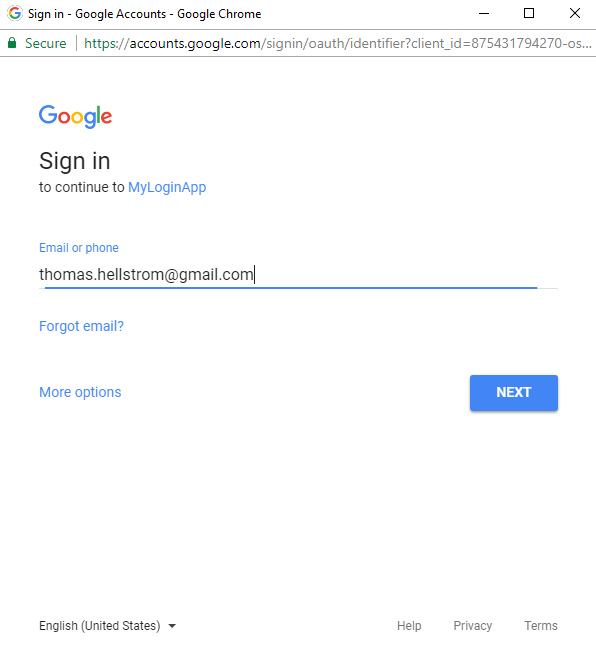 Sign in - Google Accounts - Google Chrome
Secure https://accounts.google.com/signin/oauth/identifier?client_id=875431794270-os...
Google
Sign in
to continue to MyLoginApp
Email or phone
thomas.hellstrom@gmail.com
Forgot email?
More options NEXT
English (United States) Help Privacy Terms